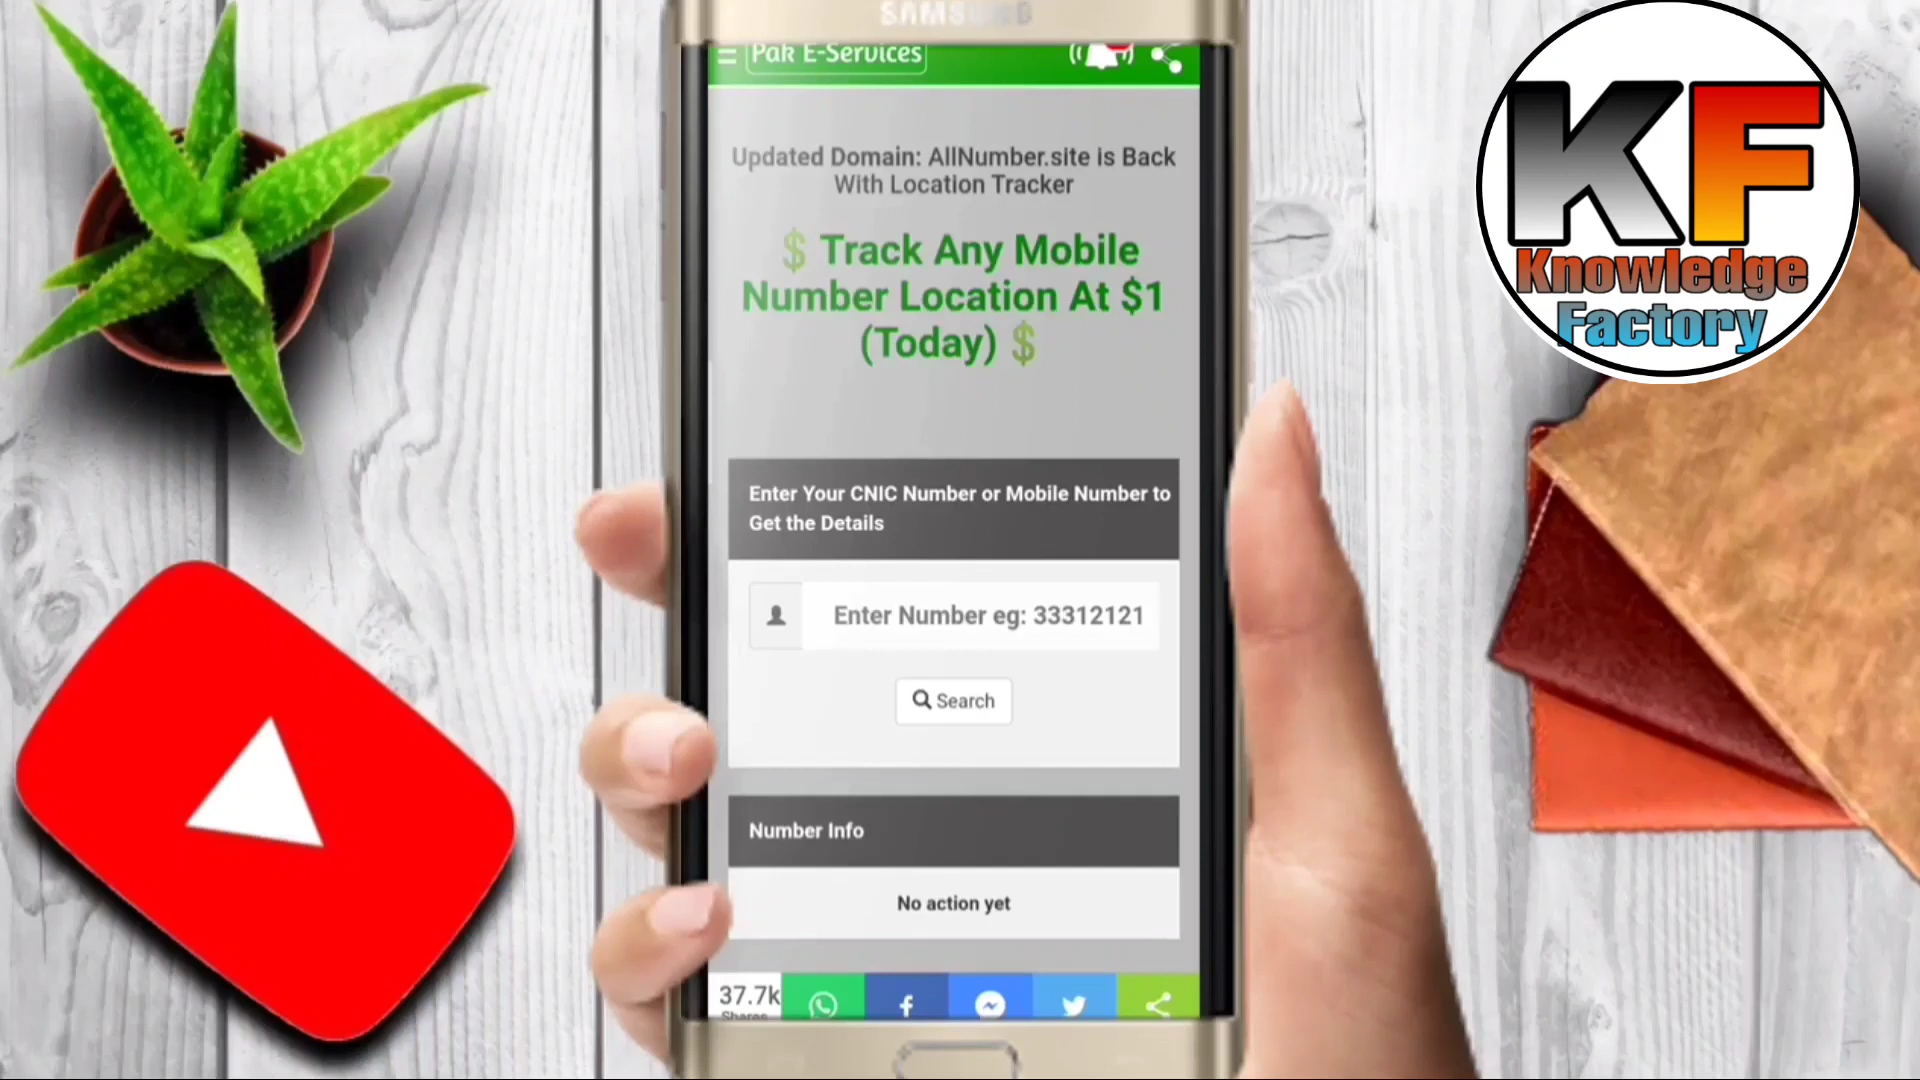 SAMSUNG
Pak E-Services
Updated Domain: AllNumber.site is Back
With Location Tracker
$ Track Any Mobile
Number Location At $1
(Today) $
Enter Your CNIC Number or Mobile Number to
Get the Details
Enter Number eg: 33312121
Search
Number Info
No action yet
37.7k
Shares
KF
Knowledge
Factory